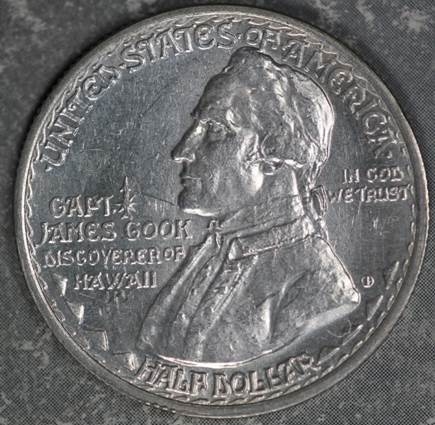 UNITED·STATES·OF·AMERICA
IN GOD
WE TRUST
CAPT.
JAMES COOK
DISCOVERER OF
HAWAII
HALF DOLLAR